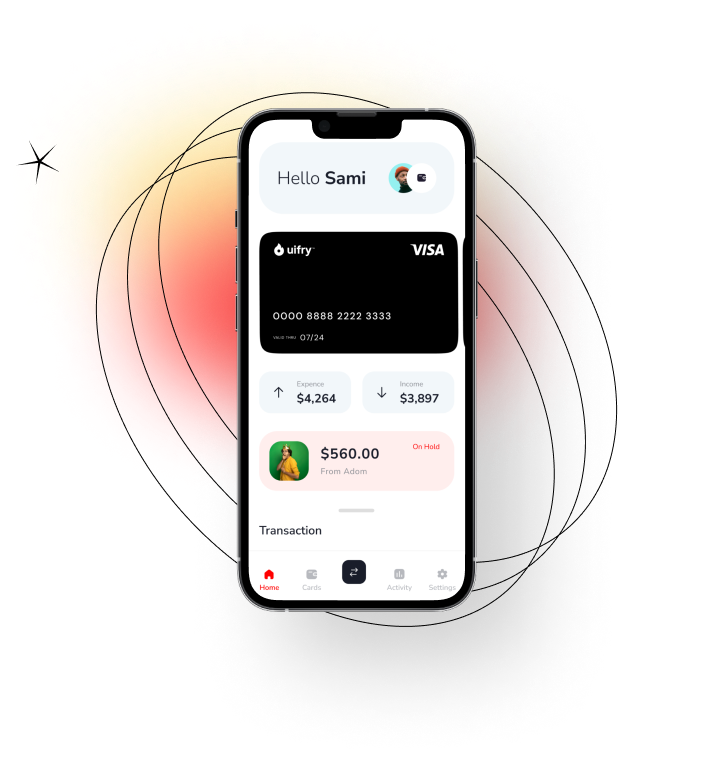 Hello Sami
uifry™
VISA
0000 8888 2222 3333
VALID THRU 07/24
Expence
$4,264
Income
$3,897
On Hold
$560.00
From Adom
Transaction
Home
Cards
Activity
Settings